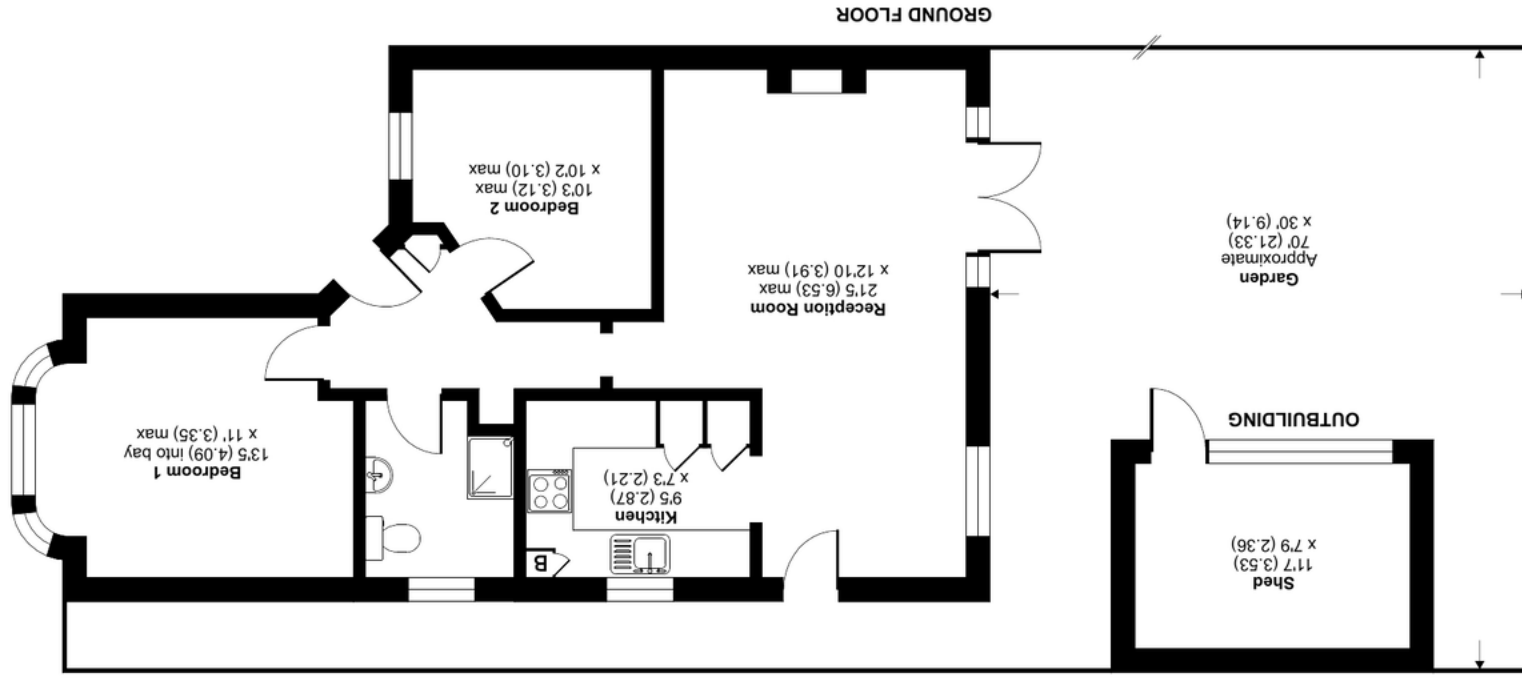 Shed
11'7 (3.53)
x 7'9 (2.36)
B
Kitchen
9'5 (2.87)
x 7'3 (2.21)
Bedroom 1
13'5 (4.09) into bay
x 11' (3.35) max
OUTBUILDING
Reception Room
21'5 (6.53) max
x 12'10 (3.91) max
Garden
Approximate
70' (21.33)
x 30' (9.14)
Bedroom 2
10'3 (3.12) max
x 10'2 (3.10) max
GROUND FLOOR